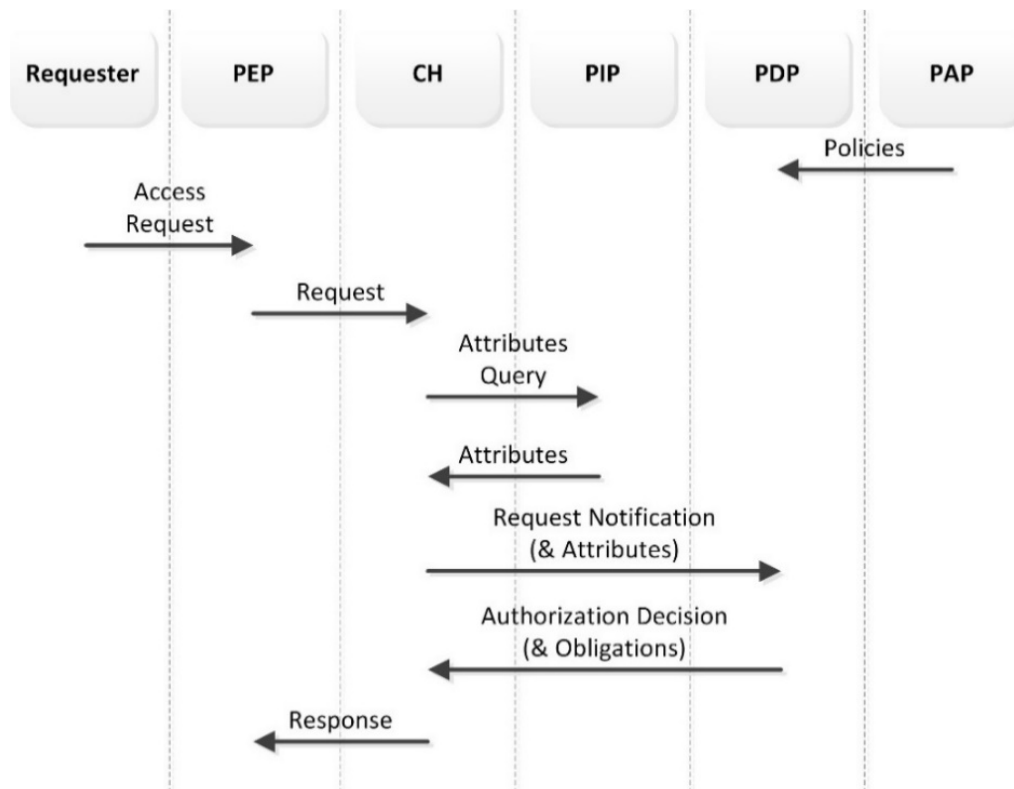 Requester PEP CH PIP PDP PAP
Policies
Access
Request
Request
Attributes
Query
Attributes
Request Notification
(& Attributes)
Authorization Decision
(& Obligations)
Response